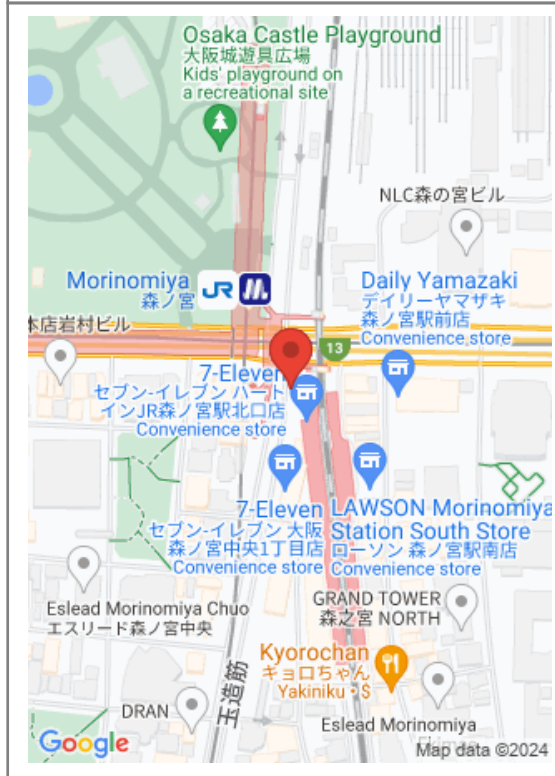 Osaka Castle Playground
大阪城遊具広場
Kids' playground on
a recreational site
NLC森の宮ビル
Morinomiya
森ノ宮
JR
Daily Yamazaki
デイリーヤマザキ
森ノ宮駅前店
Convenience store
本店岩村ビル
13
7-Eleven
セブン-イレブン ハート
インJR森ノ宮駅北口店
Convenience store
7-Eleven
セブン-イレブン 大阪
森ノ宮中央1丁目店
Convenience store
LAWSON Morinomiya
Station South Store
ローソン 森ノ宮駅南店
Convenience store
Eslead Morinomiya Chuo
エスリード森ノ宮中央
GRAND TOWER
森之宮 NORTH
Kyorochan
キョロちゃん
Yakiniku • $
玉造筋
DRAN
Eslead Morinomiya
Google
Map data ©2024